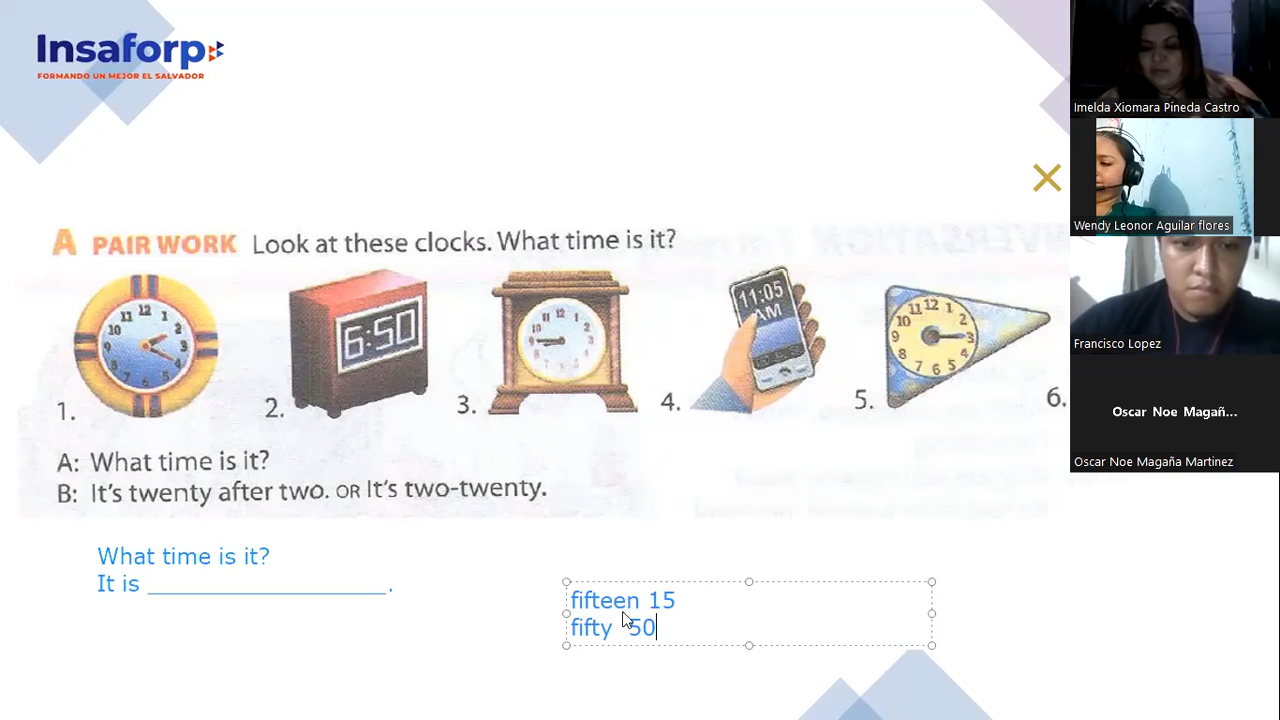 Insaforp
FORMANDO UN MEJOR EL SALVADOR
A PAIR WORK Look at these clocks. What time is it?
1.
2.
6:50
3.
4.
11:05
AM
5.
6.
A: What time is it?
B: It's twenty after two. OR It's two-twenty.
What time is it?
It is ____________________.
fifteen 15
fifty 50
Imelda Xiomara Pineda Castro
Wendy Leonor Aguilar flores
Francisco Lopez
Oscar Noe Magañ...
Oscar Noe Magaña Martinez